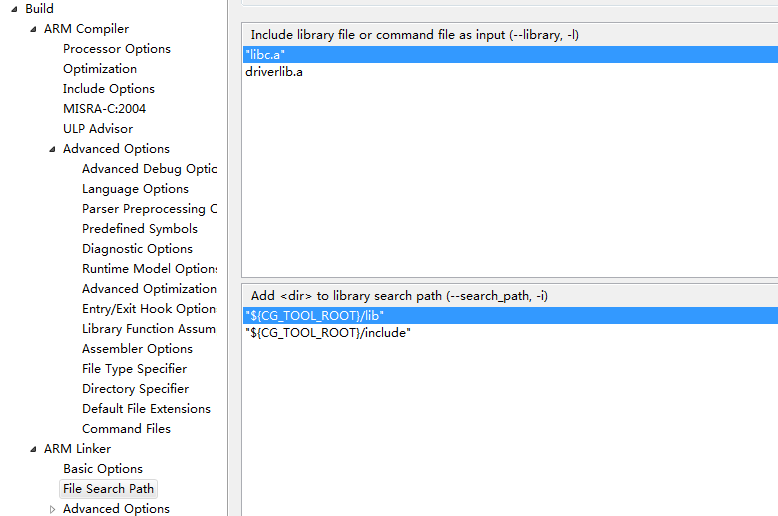 Build
ARM Compiler
Processor Options
Optimization
Include Options
MISRA-C:2004
ULP Advisor
Advanced Options
Advanced Debug Optic
Language Options
Parser Preprocessing C
Predefined Symbols
Diagnostic Options
Runtime Model Options
Advanced Optimization
Entry/Exit Hook Option
Library Function Assum
Assembler Options
File Type Specifier
Directory Specifier
Default File Extensions
Command Files
ARM Linker
Basic Options
File Search Path
Advanced Options
Include library file or command file as input (--library, -l)
"libc.a"
driverlib.a
Add <dir> to library search path (--search_path, -i)
"${CG_TOOL_ROOT}/lib"
"${CG_TOOL_ROOT}/include"